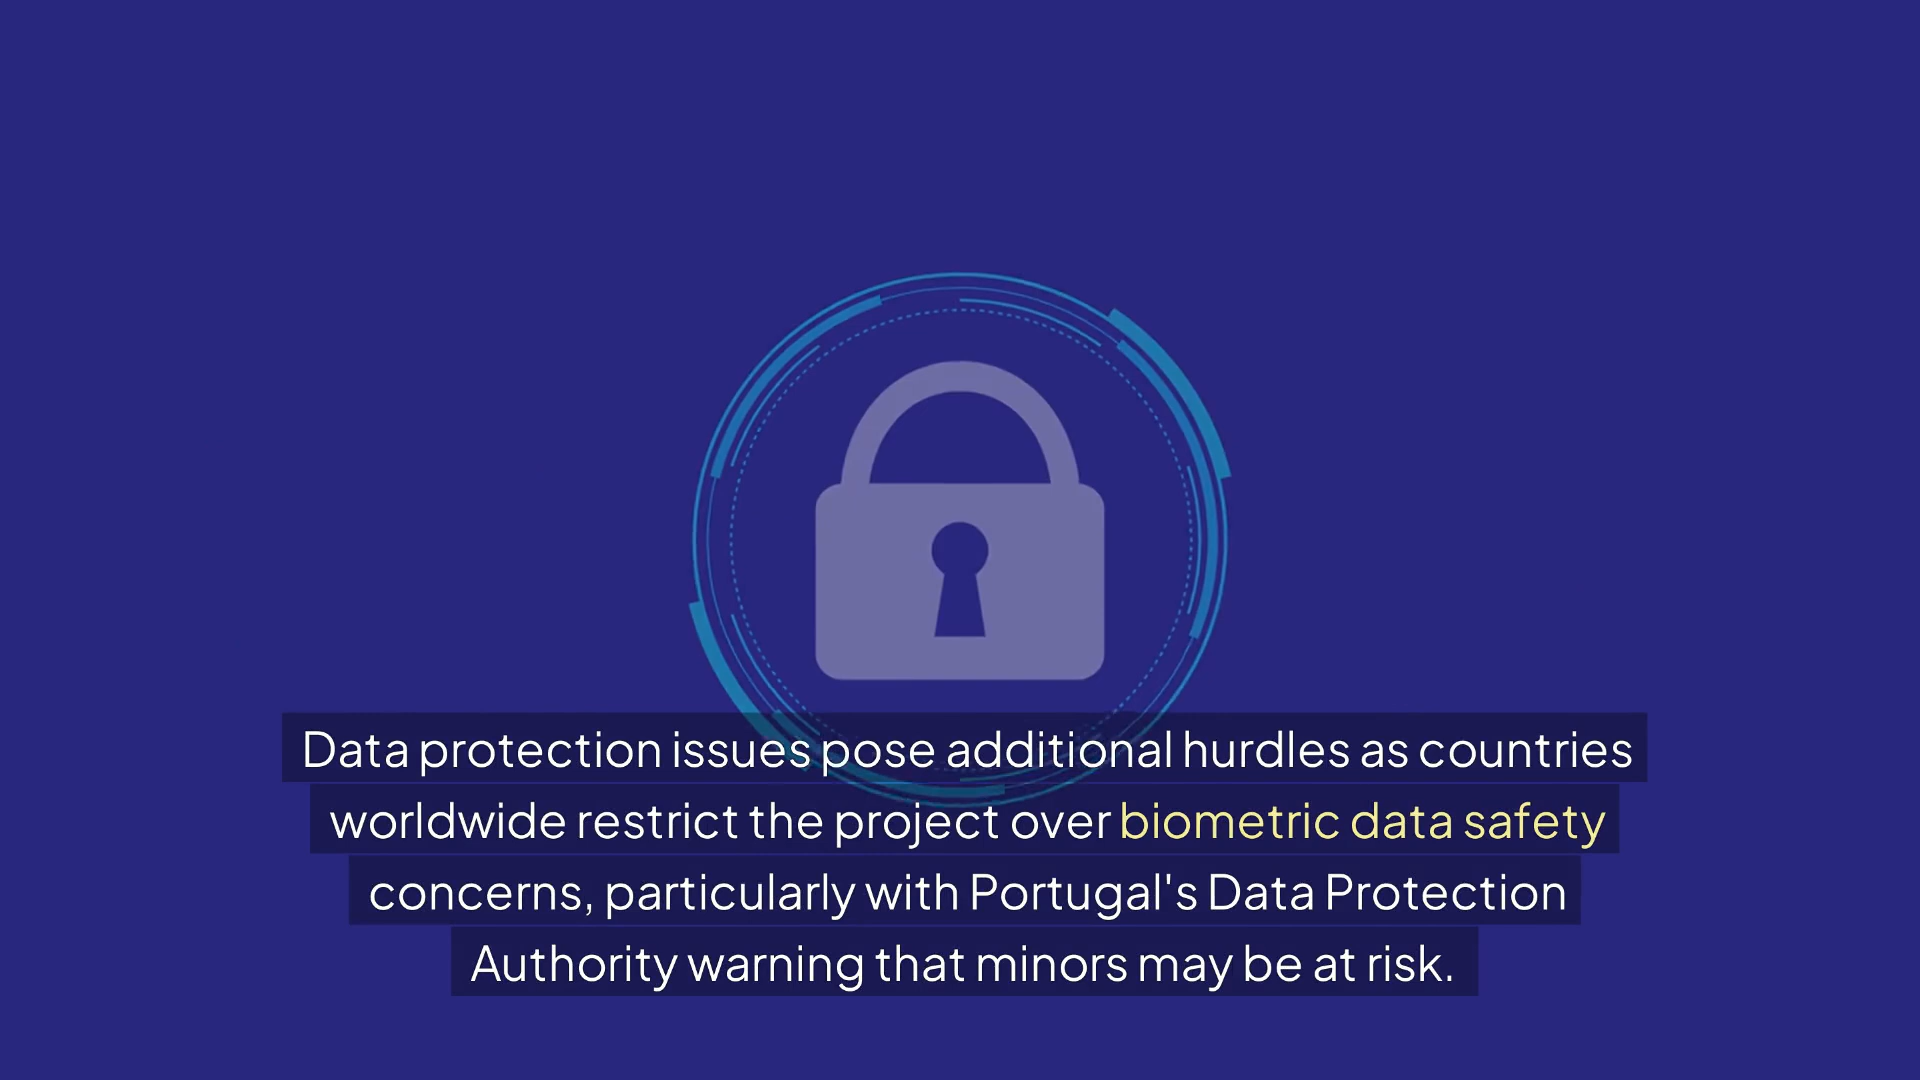 Data protection issues pose additional hurdles as countries
worldwide restrict the project over biometric data safety
concerns, particularly with Portugal's Data Protection
Authority warning that minors may be at risk.